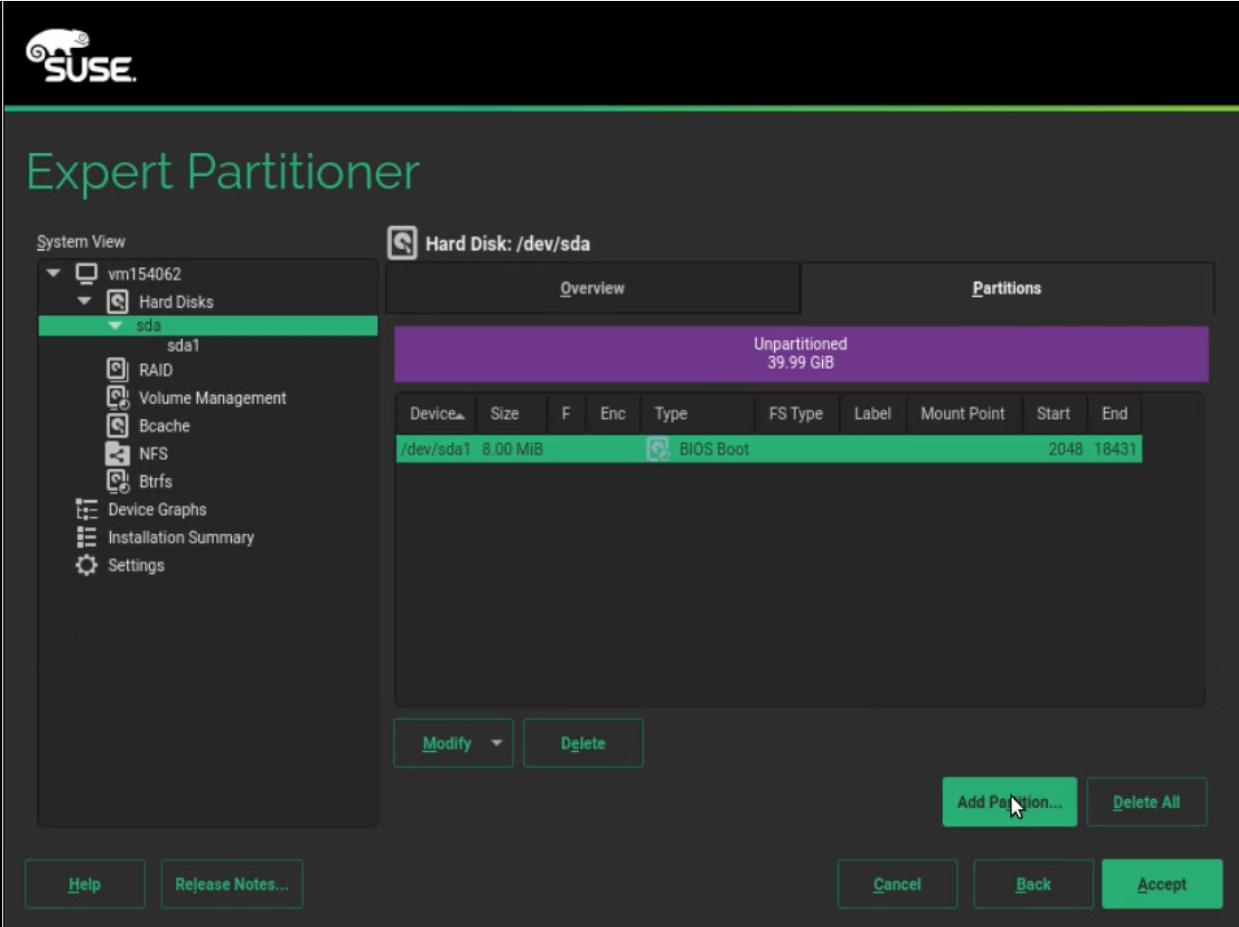 SUSE.
Expert Partitioner
System View
vm154062
Hard Disks
sda
sda1
RAID
Volume Management
Bcache
NFS
Btrfs
Device Graphs
Installation Summary
Settings
Hard Disk: /dev/sda
Overview Partitions
Unpartitioned
39.99 GiB
Device Size F Enc Type FS Type Label Mount Point Start End
/dev/sda1 8.00 MiB BIOS Boot 2048 18431
Modify Delete
Add Partition... Delete All
Help Release Notes... Cancel Back Accept